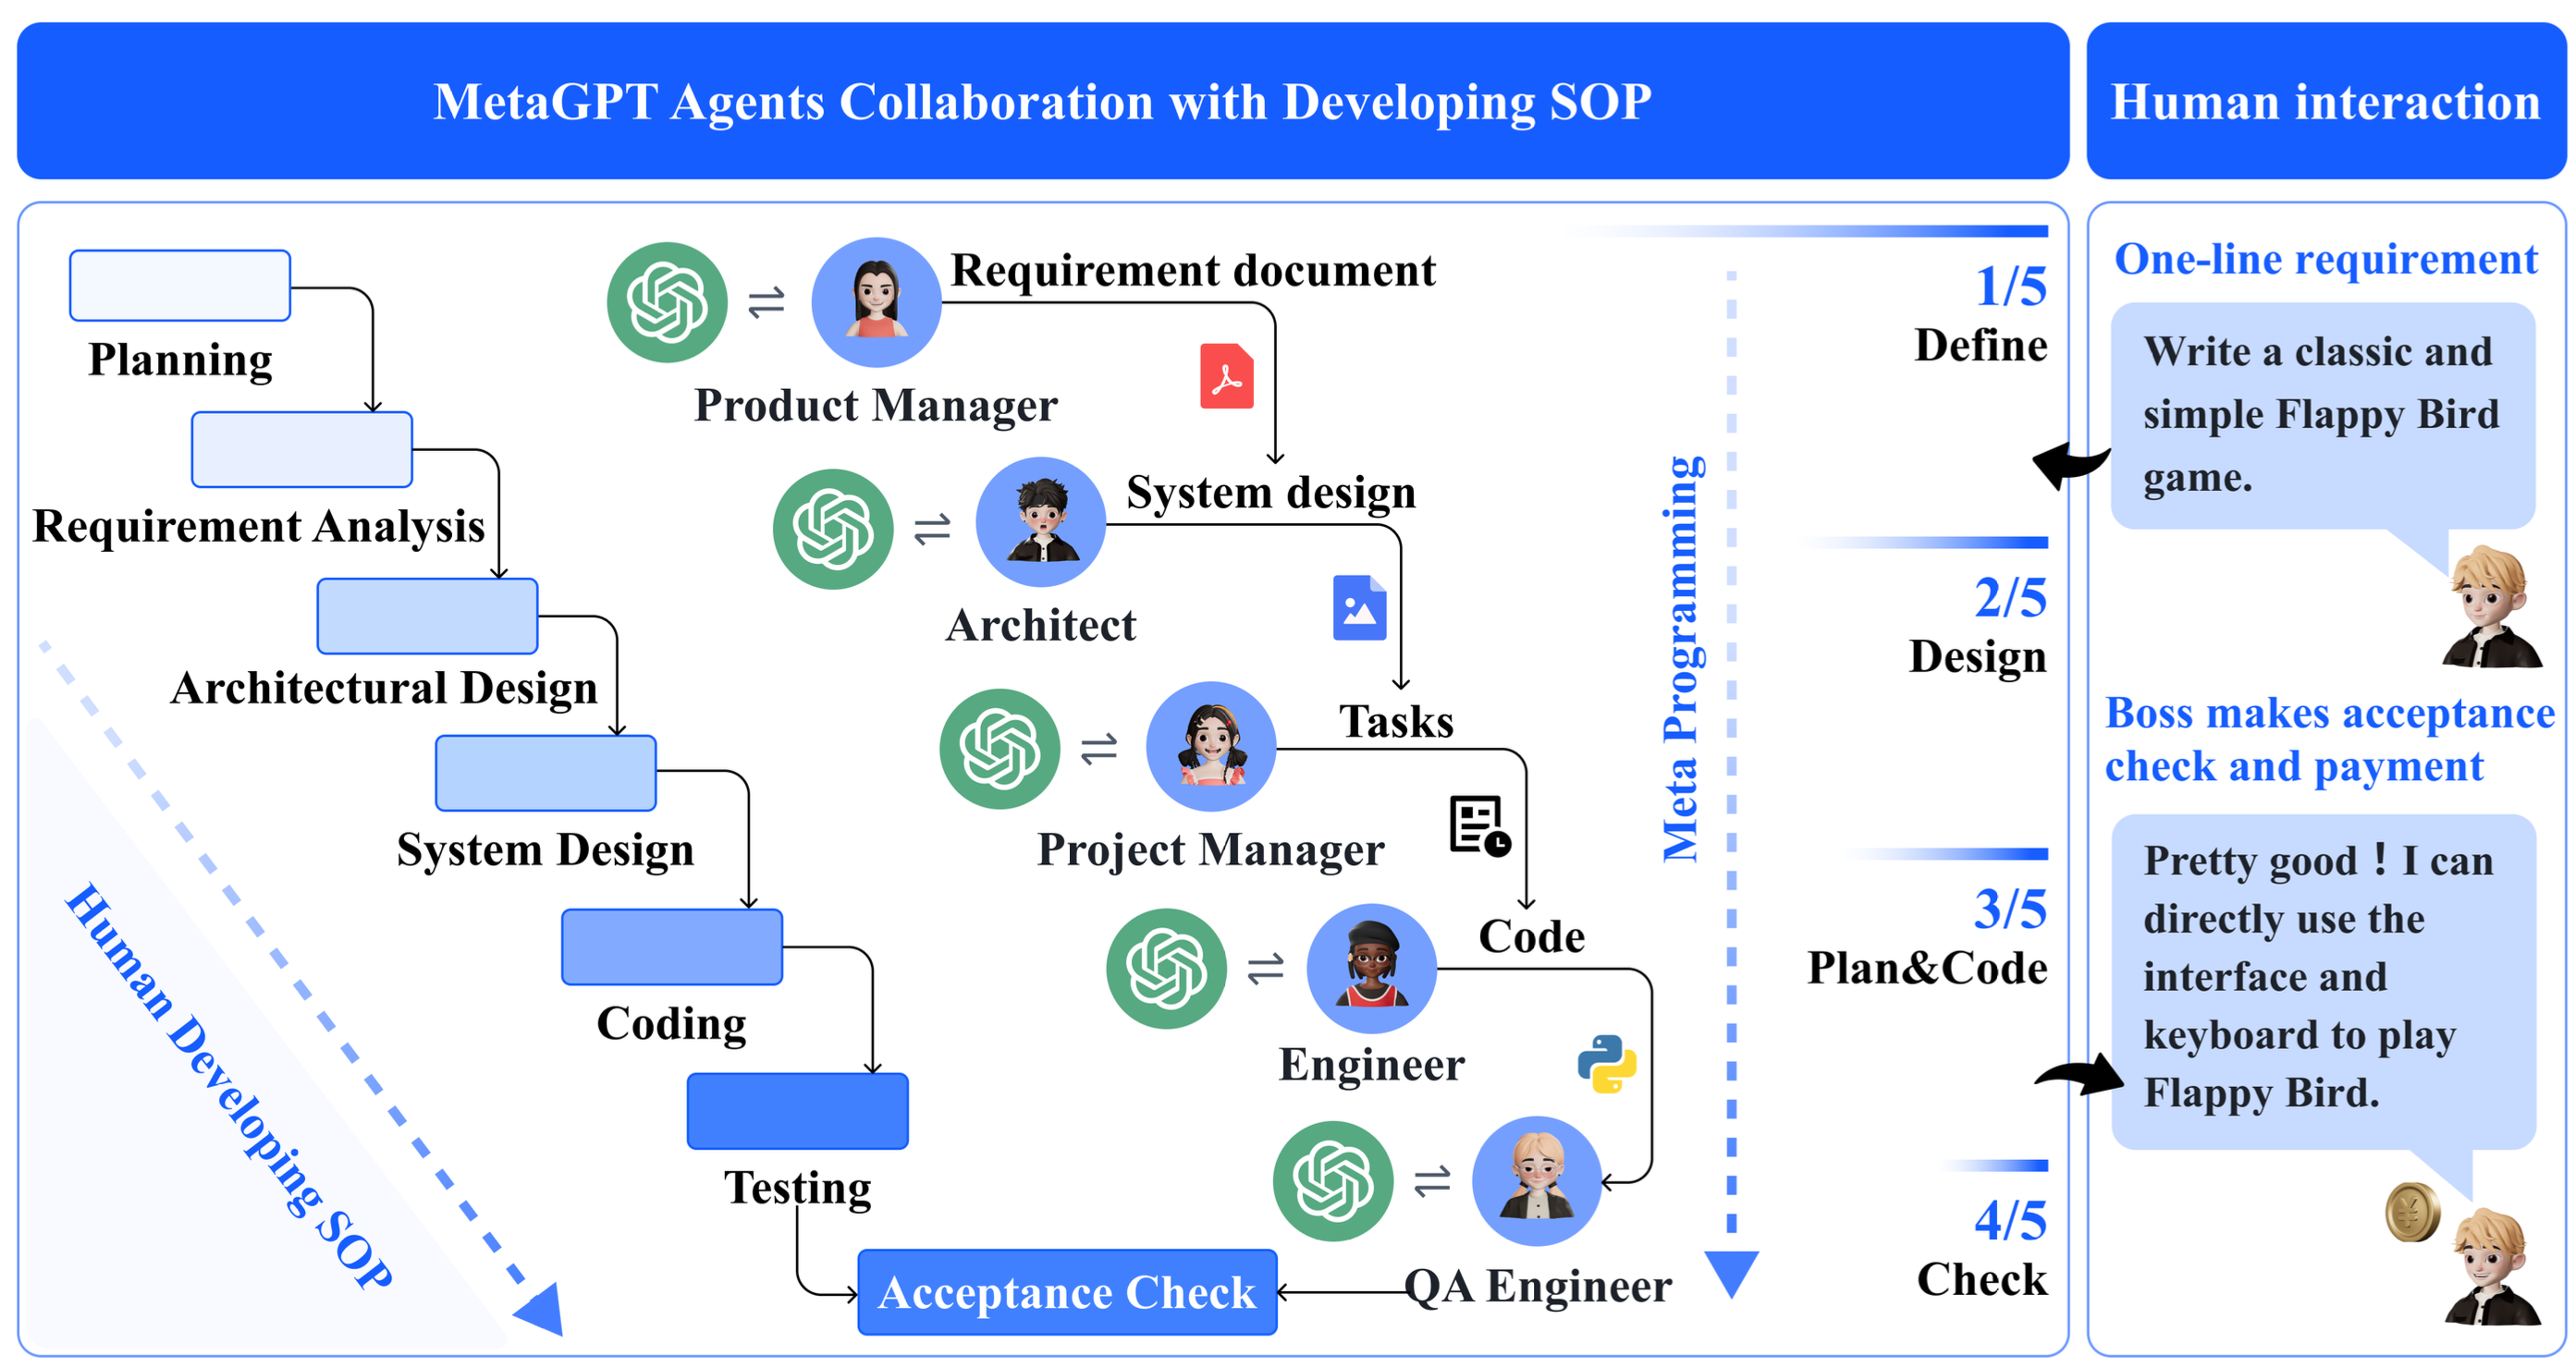 MetaGPT Agents Collaboration with Developing SOP
Human interaction
Planning
Requirement Analysis
Architectural Design
System Design
Coding
Testing
Human Developing SOP
Requirement document
Product Manager
System design
Architect
Tasks
Project Manager
Code
Engineer
QA Engineer
Acceptance Check
Meta Programming
1/5
Define
2/5
Design
3/5
Plan&Code
4/5
Check
One-line requirement
Write a classic and
simple Flappy Bird
game.
Boss makes acceptance
check and payment
Pretty good！I can
directly use the
interface and
keyboard to play
Flappy Bird.
¥